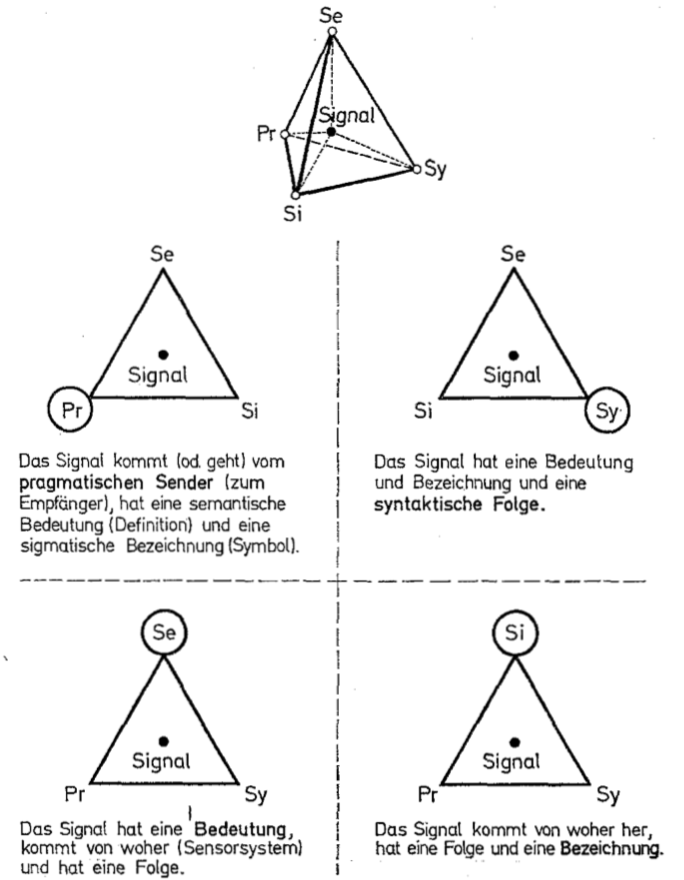 Se
Signal
Pr
Sy
Si
Se
Signal
Pr
Si
Das Signal kommt (od. geht) vom
pragmatischen Sender (zum
Empfänger), hat eine semantische
Bedeutung (Definition) und eine
sigmatische Bezeichnung (Symbol).
Se
Signal
Si
Sy
Das Signal hat eine Bedeutung
und Bezeichnung und eine
syntaktische Folge.
Se
Signal
Pr
Sy
Das Signal hat eine Bedeutung,
kommt von woher (Sensorsystem)
und hat eine Folge.
Si
Signal
Pr
Sy
Das Signal kommt von woher her,
hat eine Folge und eine Bezeichnung.